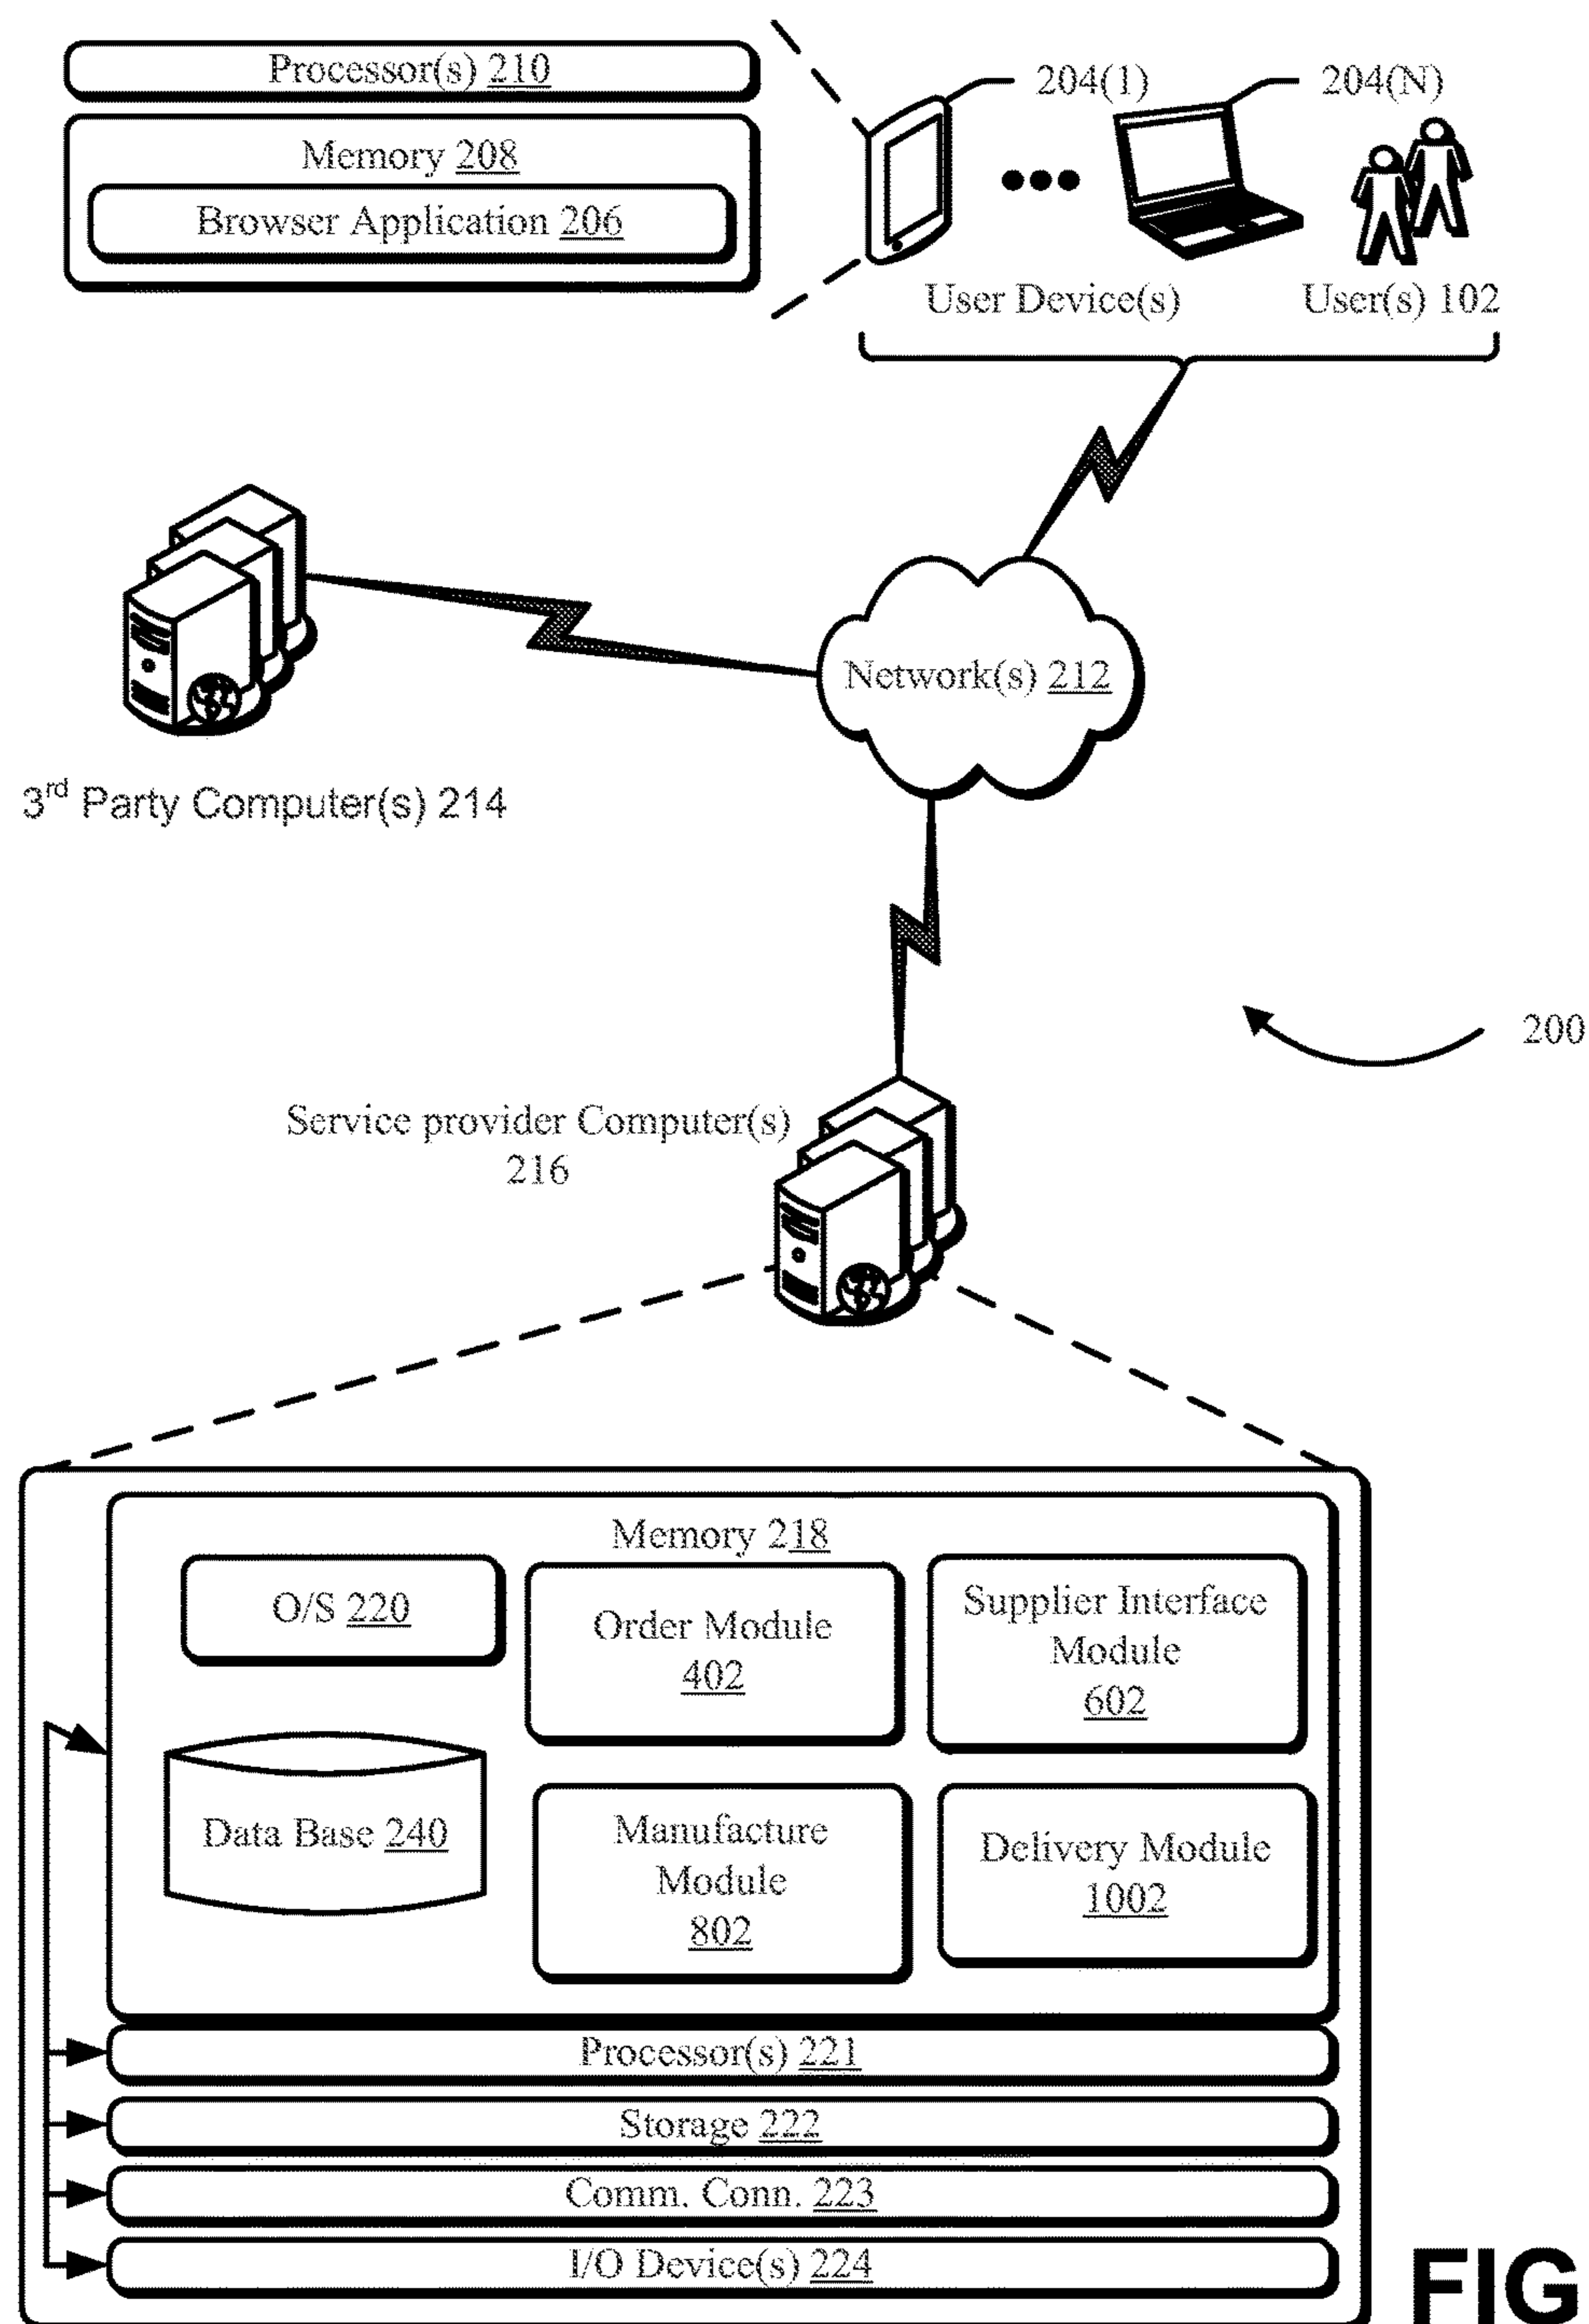 Processor(s) 210
Memory 208
Browser Application 206
204(1)
204(N)
User Device(s)
User(s) 102
Network(s) 212
3rd Party Computer(s) 214
200
Service provider Computer(s)
216
Memory 218
O/S 220
Order Module
402
Supplier Interface
Module
602
Data Base 240
Manufacture
Module
802
Delivery Module
1002
Processor(s) 221
Storage 222
Comm. Conn. 223
I/O Device(s) 224
FIG